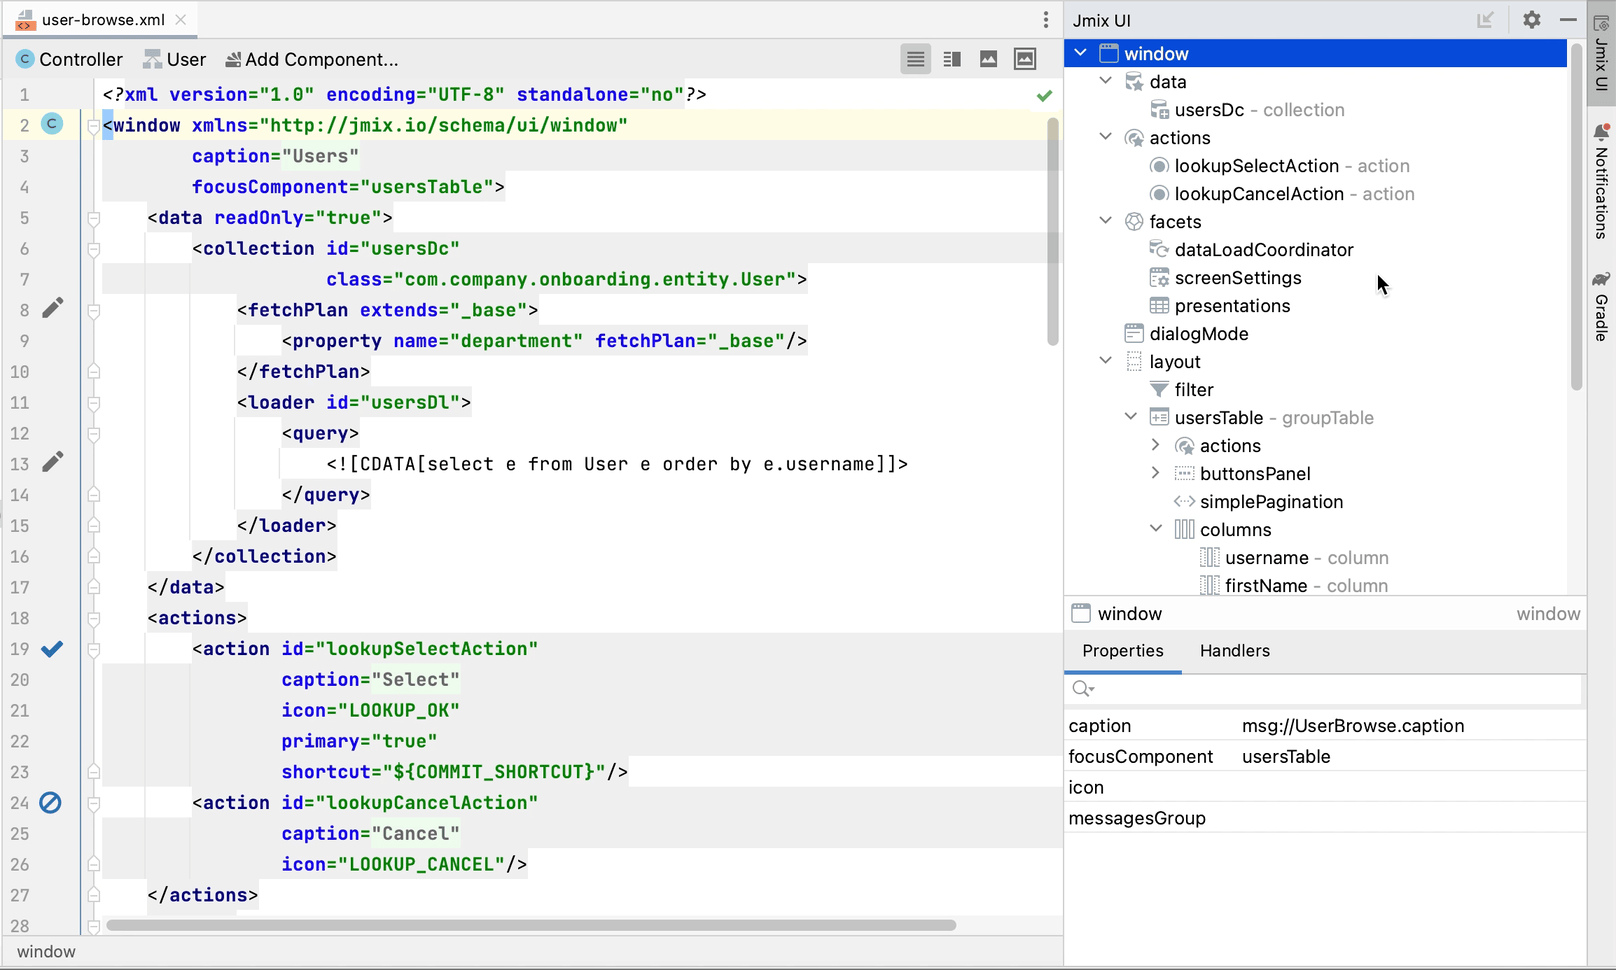 user-browse.xml
Controller User Add Component...
1 <?xml version="1.0" encoding="UTF-8" standalone="no"?>
2 <window xmlns="http://jmix.io/schema/ui/window"
3 caption="Users"
4 focusComponent="usersTable">
5 <data readOnly="true">
6 <collection id="usersDc"
7 class="com.company.onboarding.entity.User">
8 <fetchPlan extends="_base">
9 <property name="department" fetchPlan="_base"/>
10 </fetchPlan>
11 <loader id="usersDl">
12 <query>
13 <![CDATA[select e from User e order by e.username]]>
14 </query>
15 </loader>
16 </collection>
17 </data>
18 <actions>
19 <action id="lookupSelectAction"
20 caption="Select"
21 icon="LOOKUP_OK"
22 primary="true"
23 shortcut="${COMMIT_SHORTCUT}"/>
24 <action id="lookupCancelAction"
25 caption="Cancel"
26 icon="LOOKUP_CANCEL"/>
27 </actions>
28
window
Jmix UI
window
data
usersDc - collection
actions
lookupSelectAction - action
lookupCancelAction - action
facets
dataLoadCoordinator
screenSettings
presentations
dialogMode
layout
filter
usersTable - groupTable
actions
buttonsPanel
simplePagination
columns
username - column
firstName - column
window window
Properties Handlers
caption msg://UserBrowse.caption
focusComponent usersTable
icon
messagesGroup
Jmix UI
Notifications
Gradle